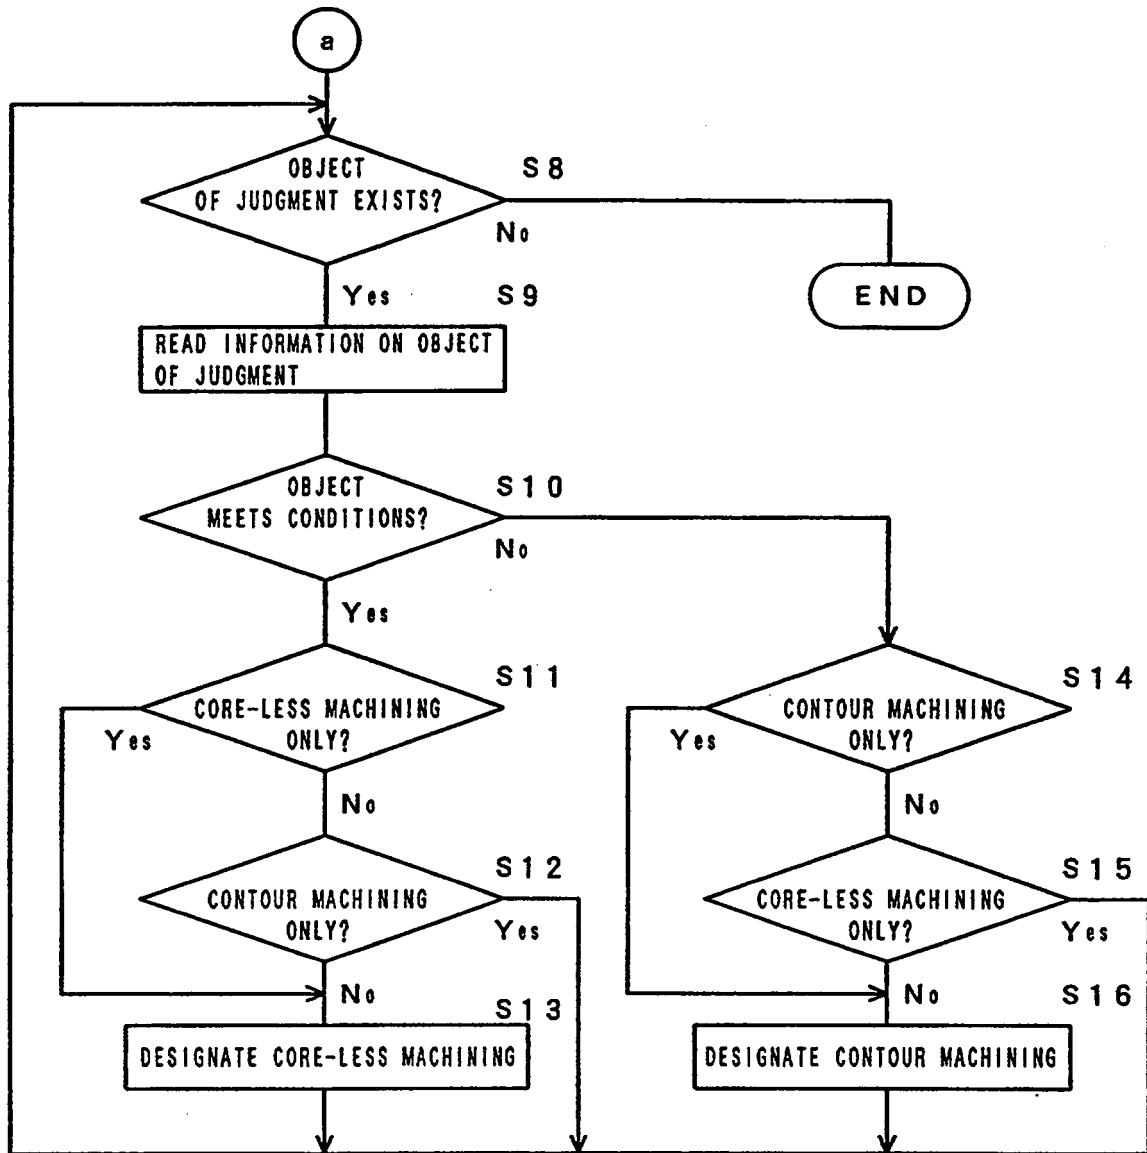 a
OBJECT
OF JUDGMENT EXISTS?
S8
No
Yes
S9
END
READ INFORMATION ON OBJECT
OF JUDGMENT
OBJECT
MEETS CONDITIONS?
S10
No
Yes
S11
CORE-LESS MACHINING
ONLY?
Yes
No
S14
CONTOUR MACHINING
ONLY?
Yes
No
S12
CONTOUR MACHINING
ONLY?
Yes
No
S15
CORE-LESS MACHINING
ONLY?
Yes
No
S13
DESIGNATE CORE-LESS MACHINING
S16
DESIGNATE CONTOUR MACHINING